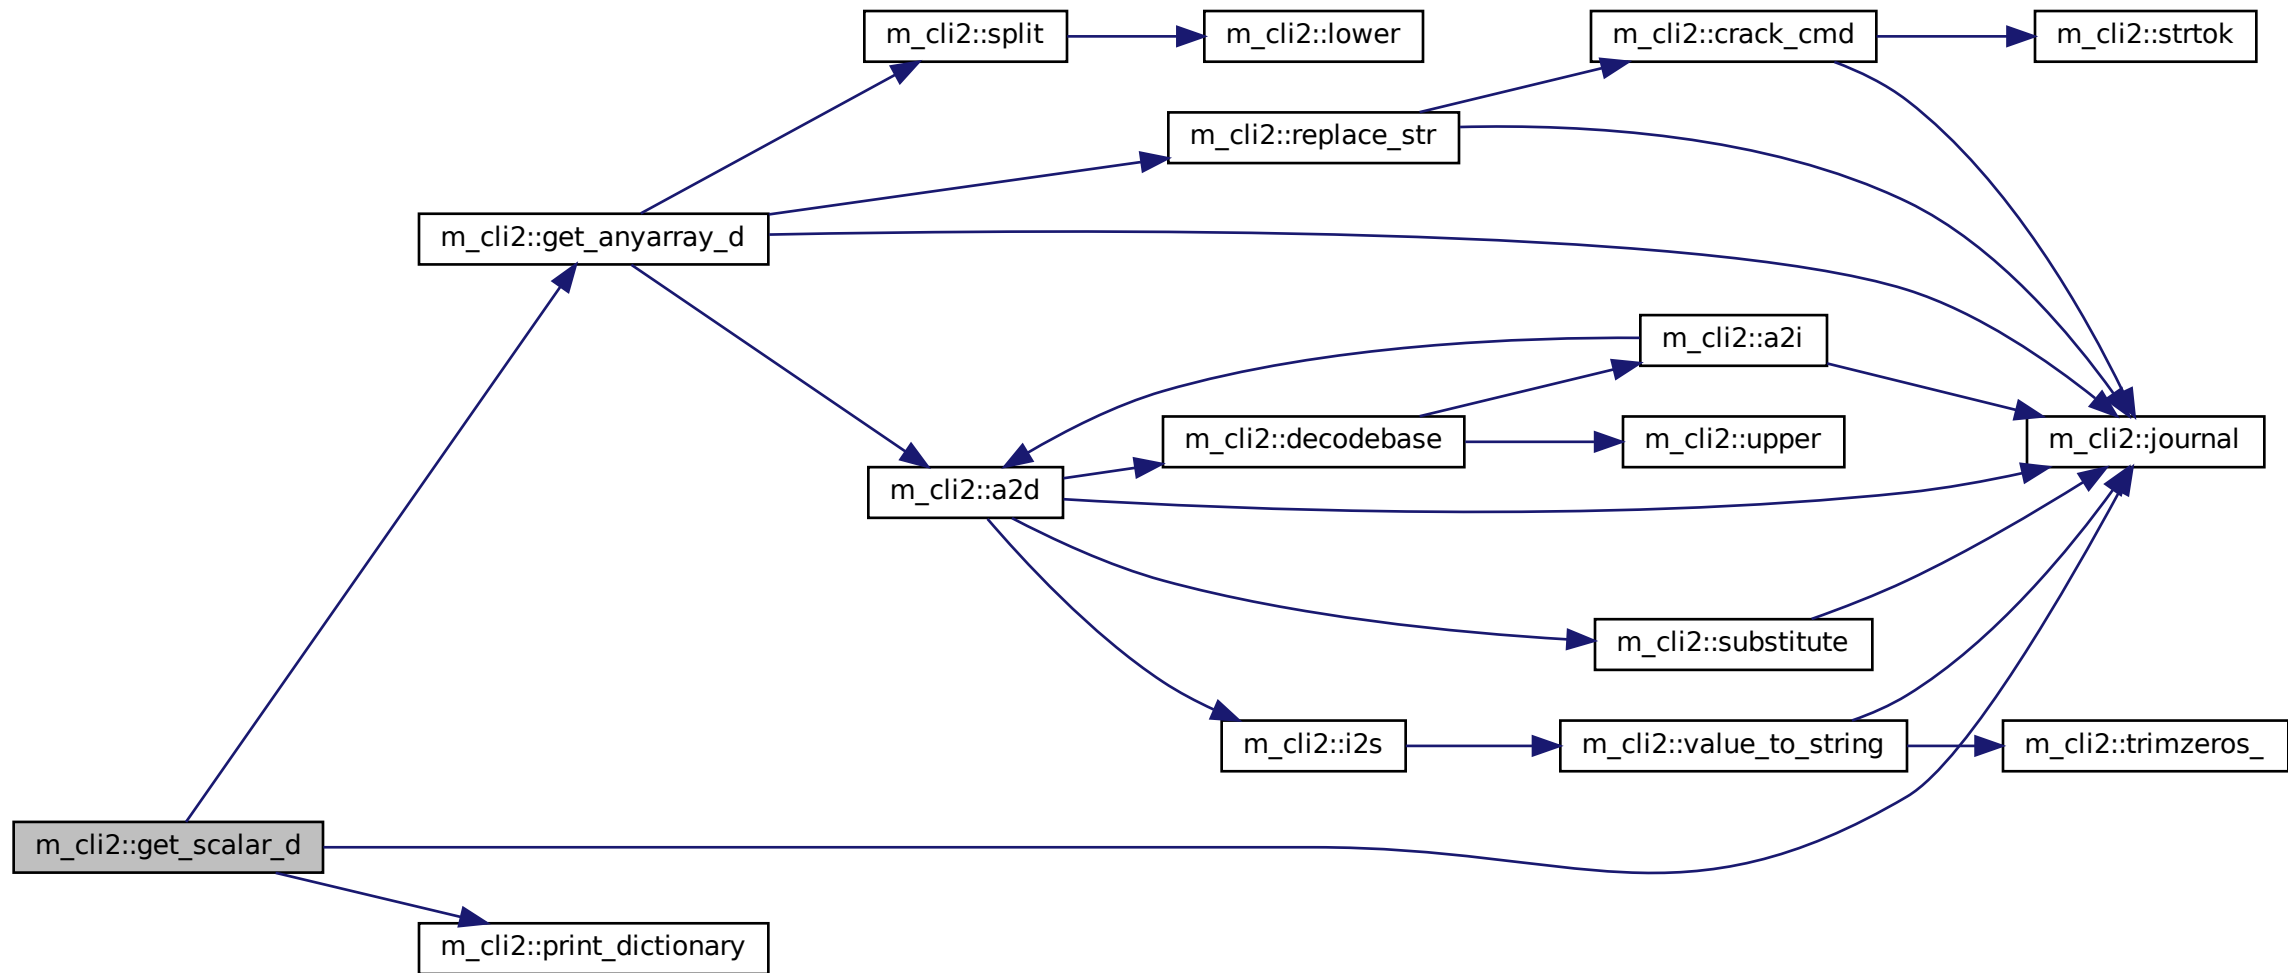 m_cli2::split
m_cli2::lower
m_cli2::crack_cmd
m_cli2::strtok
m_cli2::replace_str
m_cli2::get_anyarray_d
m_cli2::a2i
m_cli2::decodebase
m_cli2::upper
m_cli2::journal
m_cli2::a2d
m_cli2::substitute
m_cli2::i2s
m_cli2::value_to_string
m_cli2::trimzeros_
m_cli2::get_scalar_d
m_cli2::print_dictionary